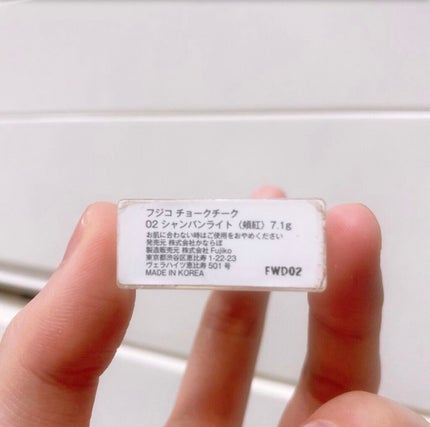 フジコ チョークチーク
02 シャンパンライト (頬紅) 7.1g
お肌に合わない時はご使用をおやめください
発売元 株式会社かならぼ
製造販売元 株式会社 Fujiko
東京都渋谷区恵比寿 1-22-23
ヴェラハイツ恵比寿 501 号
MADE IN KOREA
FWD02